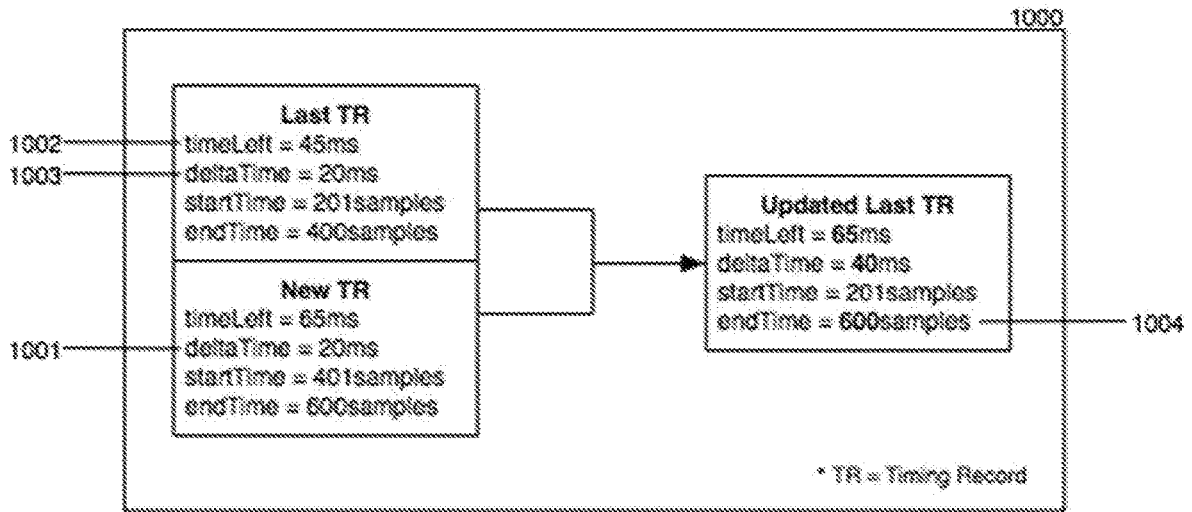 1000
Last TR
1002 timeLeft = 45ms
1003 deltaTime = 20ms
startTime = 201samples
endTime = 400samples
New TR
timeLeft = 65ms
1001 deltaTime = 20ms
startTime = 401samples
endTime = 600samples
Updated Last TR
timeLeft = 65ms
deltaTime = 40ms
startTime = 201samples
endTime = 600samples 1004
* TR = Timing Record